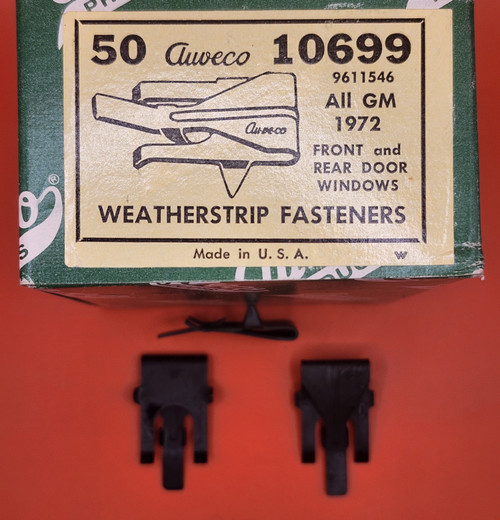 50 Auveco 10699
9611546
All GM
1972
Auveco
FRONT and
REAR DOOR
WINDOWS
WEATHERSTRIP FASTENERS
Made in U. S. A.
W